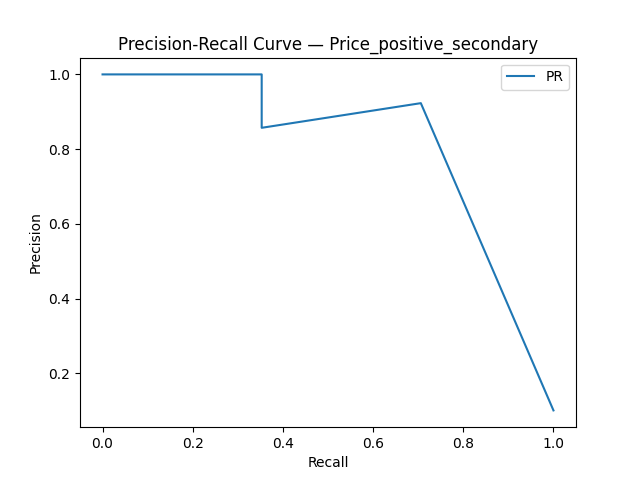 Precision-Recall Curve — Price_positive_secondary
PR
1.0
0.8
0.6
0.4
0.2
Precision
0.0 0.2 0.4 0.6 0.8 1.0
Recall